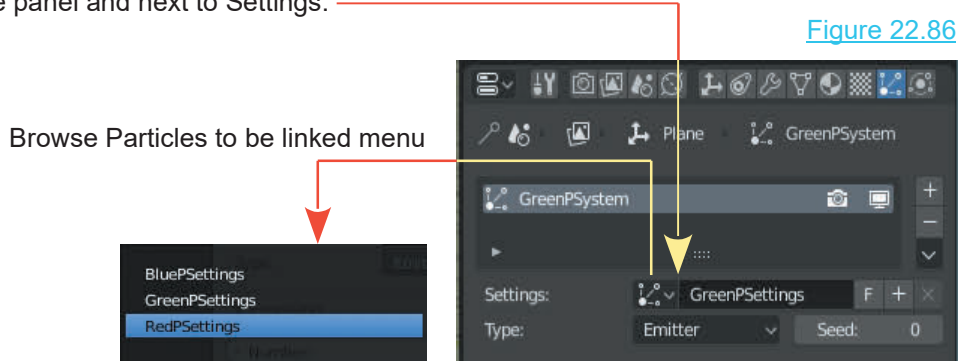 e panel and next to Settings.
Figure 22.86
Plane GreenPSystem
Browse Particles to be linked menu
GreenPSystem
BluePSettings
GreenPSettings
RedPSettings
Settings: GreenPSettings F
Type: Emitter Seed: 0